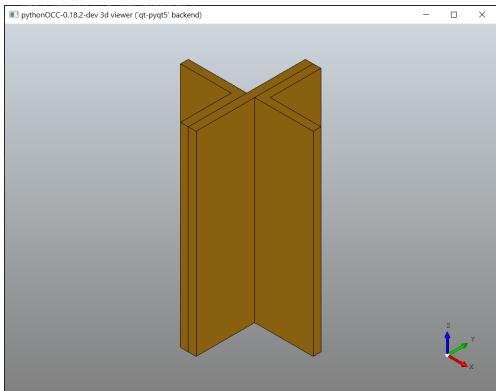 pythonOCC-0.18.2-dev 3d viewer ('qt-pyqt5' backend)
Z
Y
X